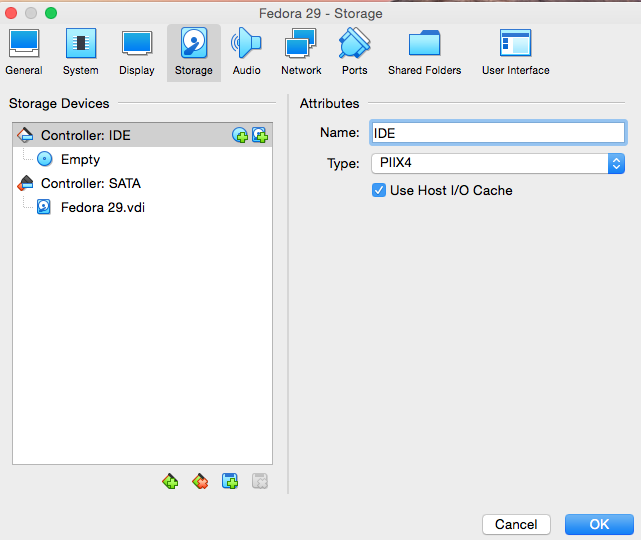 Fedora 29 - Storage
General
System
Display
Storage
Audio
Network
Ports
Shared Folders
User Interface
Storage Devices
Controller: IDE
Empty
Controller: SATA
Fedora 29.vdi
Attributes
Name: IDE
Type: PIIX4
Use Host I/O Cache
Cancel
OK